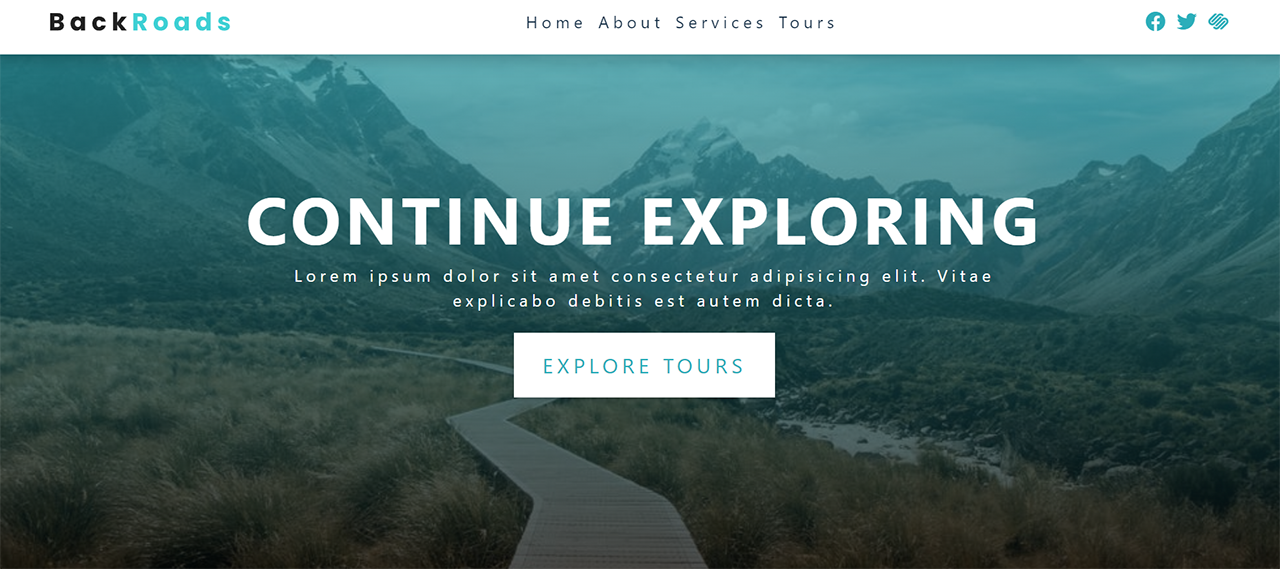 BackRoads
Home About Services Tours
CONTINUE EXPLORING
Lorem ipsum dolor sit amet consectetur adipisicing elit. Vitae
explicabo debitis est autem dicta.
EXPLORE TOURS